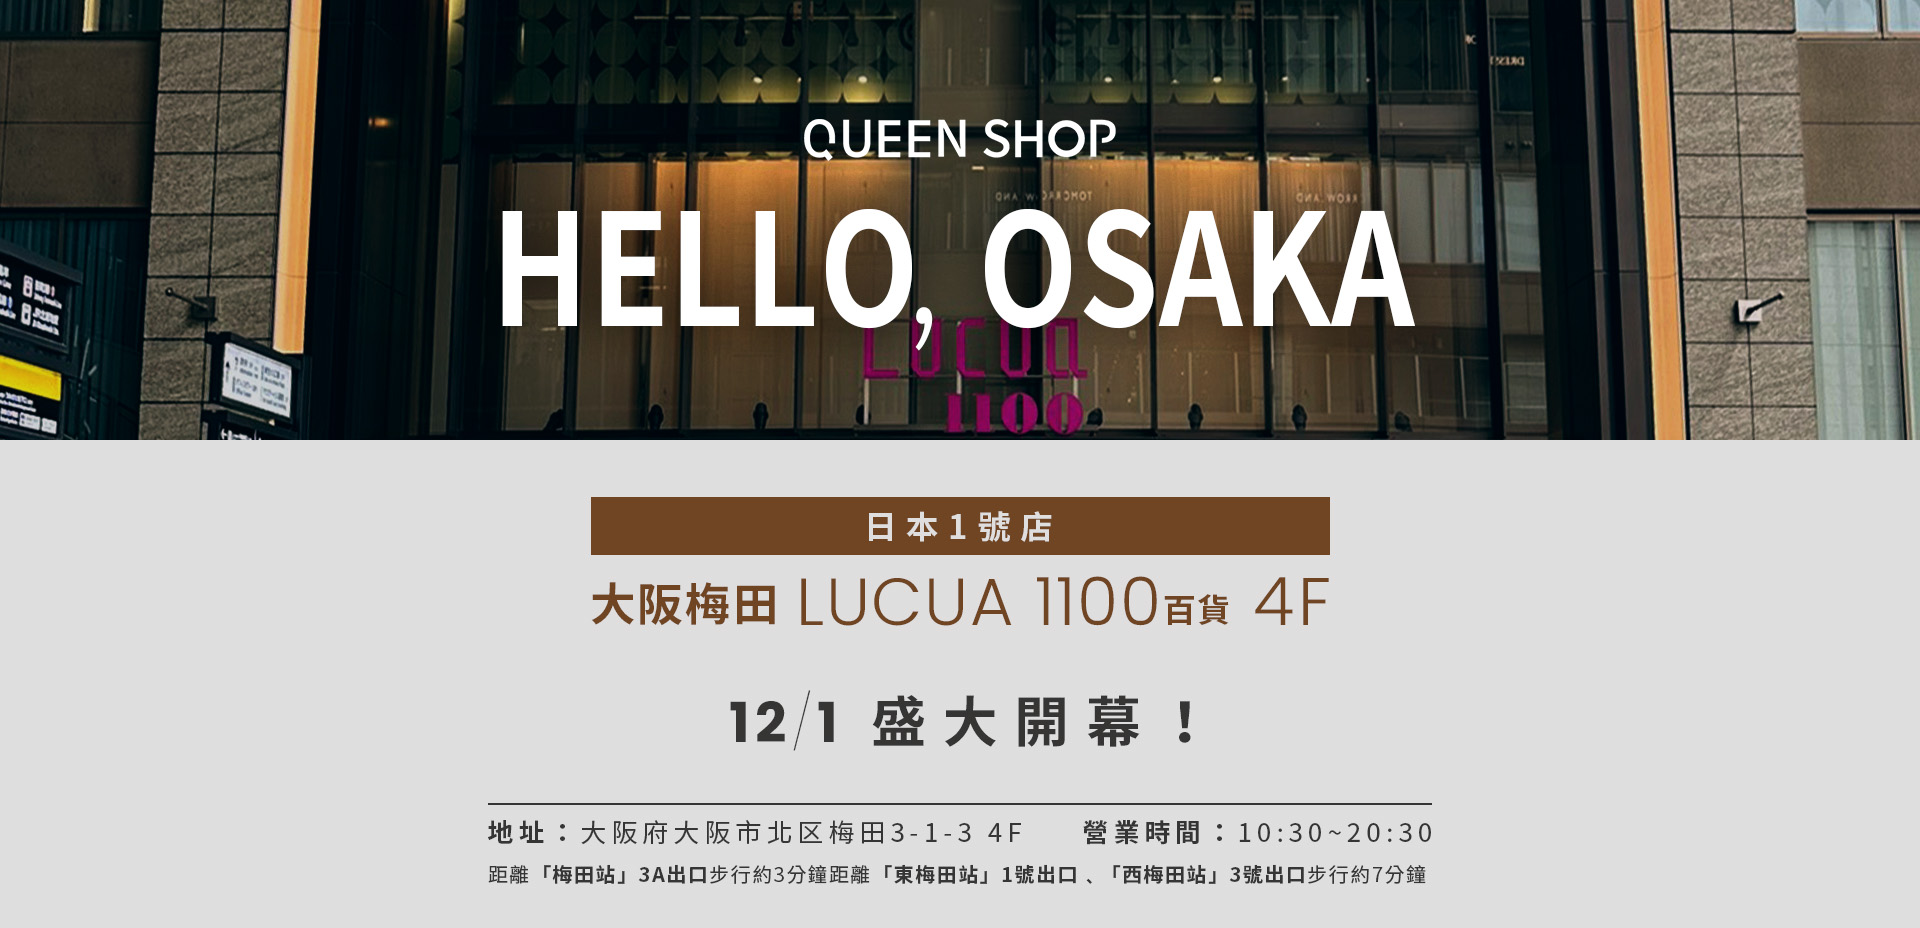 QUEEN SHOP
HELLO, OSAKA
LUCUA
1100
日本1號店
大阪梅田 LUCUA 1100百貨 4F
12/1 盛大開幕！
地址：大阪府大阪市北区梅田3-1-3 4F 營業時間：10:30~20:30
距離「梅田站」3A出口步行約3分鐘距離「東梅田站」1號出口、「西梅田站」3號出口步行約7分鐘